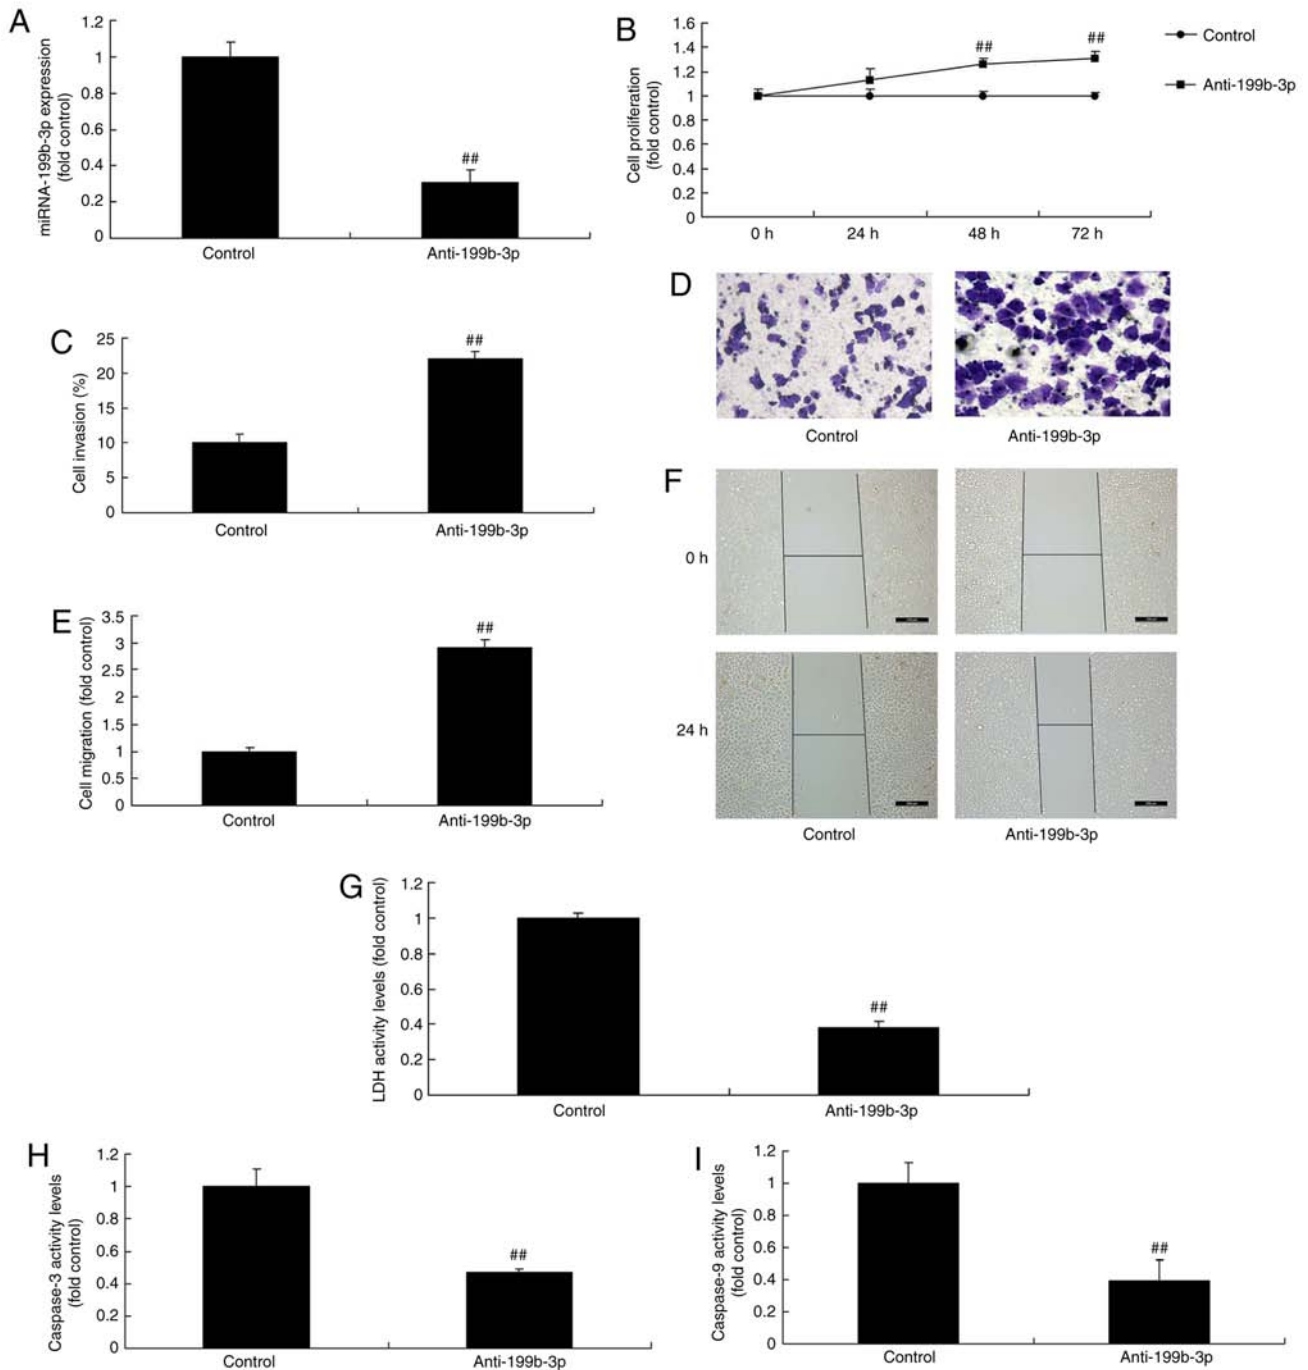 A
miRNA-199b-3p expression
(fold control)
1.2
1
0.8
0.6
0.4
0.2
0
##
Control
Anti-199b-3p
B
Cell proliferation
(fold control)
1.6
1.4
1.2
1
0.8
0.6
0.4
0.2
0
##
##
0 h
24 h
48 h
72 h
Control
Anti-199b-3p
C
Cell invasion (%)
25
20
15
10
5
0
##
Control
Anti-199b-3p
D
Control
Anti-199b-3p
E
Cell migration (fold control)
3.5
3
2.5
2
1.5
1
0.5
0
##
Control
Anti-199b-3p
F
0 h
24 h
Control
Anti-199b-3p
G
LDH activity levels (fold control)
1.2
1
0.8
0.6
0.4
0.2
0
##
Control
Anti-199b-3p
H
Caspase-3 activity levels
(fold control)
1.2
1
0.8
0.6
0.4
0.2
0
##
Control
Anti-199b-3p
I
Caspase-9 activity levels
(fold control)
1.2
1
0.8
0.6
0.4
0.2
0
##
Control
Anti-199b-3p